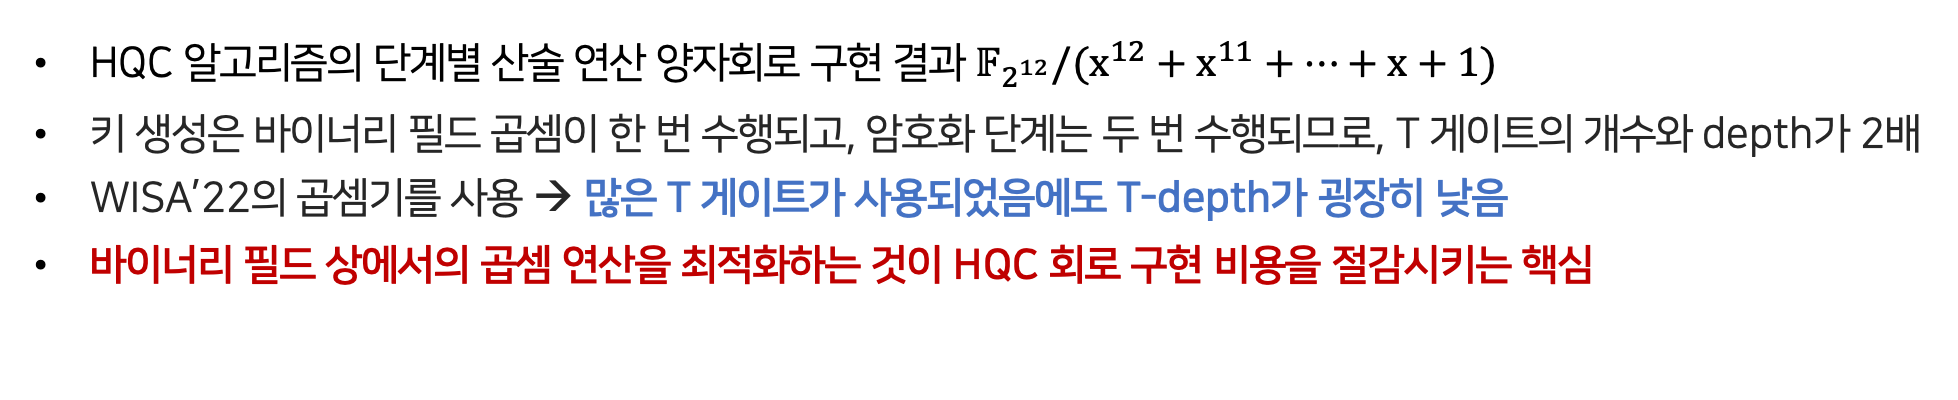 • HQC 알고리즘의 단계별 산술 연산 양자회로 구현 결과 𝔽_{2^{12}}/(x^{12} + x^{11} + ⋯ + x + 1)
• 키 생성은 바이너리 필드 곱셈이 한 번 수행되고, 암호화 단계는 두 번 수행되므로, T 게이트의 개수와 depth가 2배
• WISA’22의 곱셈기를 사용 → 많은 T 게이트가 사용되었음에도 T-depth가 굉장히 낮음
• 바이너리 필드 상에서의 곱셈 연산을 최적화하는 것이 HQC 회로 구현 비용을 절감시키는 핵심